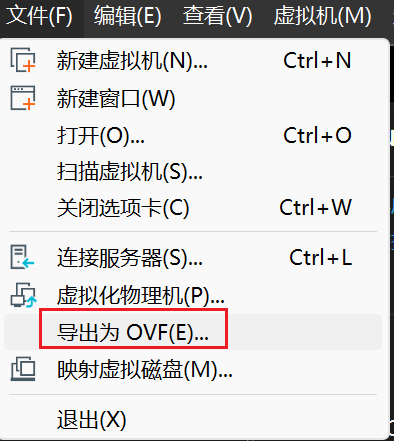 文件(F) 编辑(E) 查看(V) 虚拟机(M)
新建虚拟机(N)... Ctrl+N
新建窗口(W)
打开(O)... Ctrl+O
扫描虚拟机(S)...
关闭选项卡(C) Ctrl+W
连接服务器(S)... Ctrl+L
虚拟化物理机(P)...
导出为 OVF(E)...
映射虚拟磁盘(M)...
退出(X)